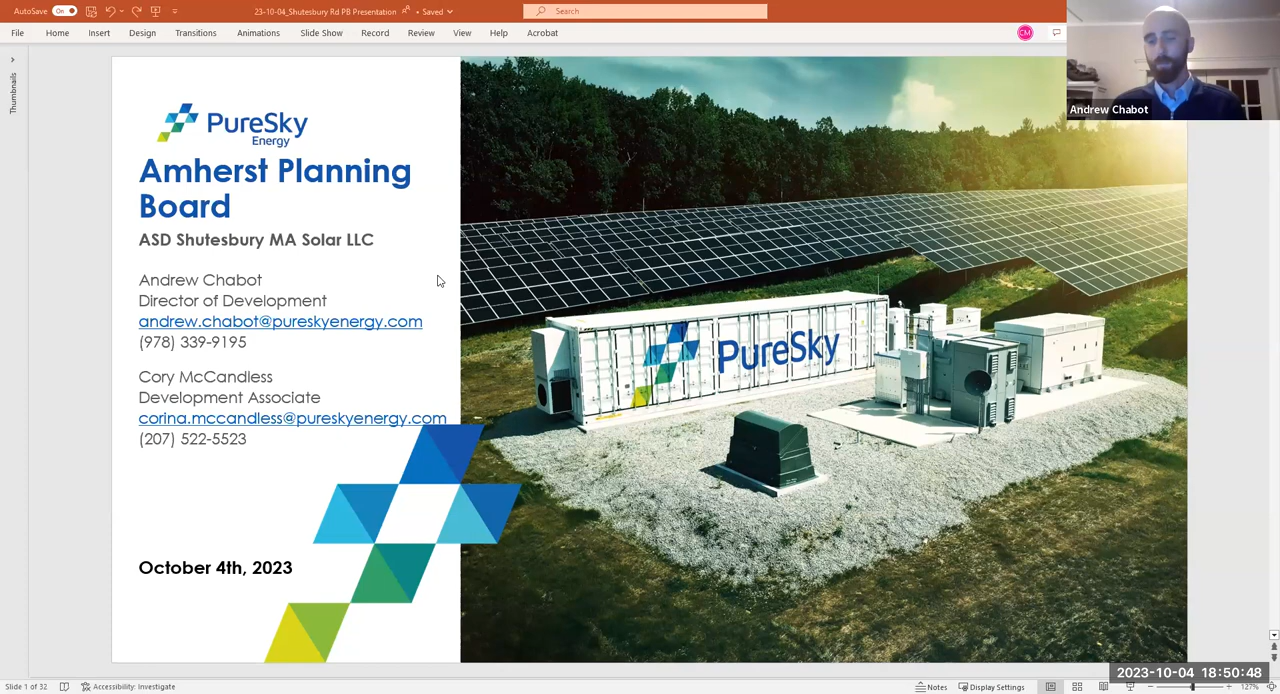 AutoSave On 23-10-04_Shutesbury Rd PB Presentation • Saved Search
File Home Insert Design Transitions Animations Slide Show Record Review View Help Acrobat CM
Thumbnails
Andrew Chabot
PureSky
Energy
Amherst Planning
Board
ASD Shutesbury MA Solar LLC
Andrew Chabot
Director of Development
andrew.chabot@pureskyenergy.com
(978) 339-9195
Cory McCandless
Development Associate
corina.mccandless@pureskyenergy.com
(207) 522-5523
October 4th, 2023
PureSky
2023-10-04 18:50:48
Slide 1 of 32 Accessibility: Investigate Notes Display Settings 127%